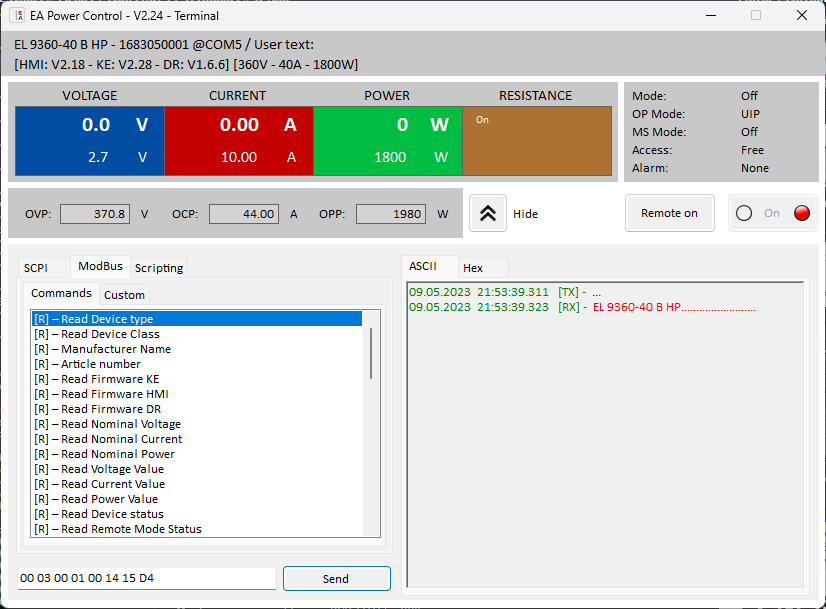 EA Power Control - V2.24 - Terminal
EL 9360-40 B HP - 1683050001 @COM5 / User text:
[HMI: V2.18 - KE: V2.28 - DR: V1.6.6] [360V - 40A - 1800W]
VOLTAGE CURRENT POWER RESISTANCE
0.0 V 0.00 A 0 W On
2.7 V 10.00 A 1800 W
Mode: Off
OP Mode: UIP
MS Mode: Off
Access: Free
Alarm: None
OVP: 370.8 V OCP: 44.00 A OPP: 1980 W Hide Remote on On
SCPI ModBus Scripting
Commands Custom
[R] – Read Device type
[R] – Read Device Class
[R] – Manufacturer Name
[R] – Article number
[R] – Read Firmware KE
[R] – Read Firmware HMI
[R] – Read Firmware DR
[R] – Read Nominal Voltage
[R] – Read Nominal Current
[R] – Read Nominal Power
[R] – Read Voltage Value
[R] – Read Current Value
[R] – Read Power Value
[R] – Read Device status
[R] – Read Remote Mode Status
00 03 00 01 00 14 15 D4 Send
ASCII Hex
09.05.2023 21:53:39.311 [TX] - ...
09.05.2023 21:53:39.323 [RX] - EL 9360-40 B HP.........................